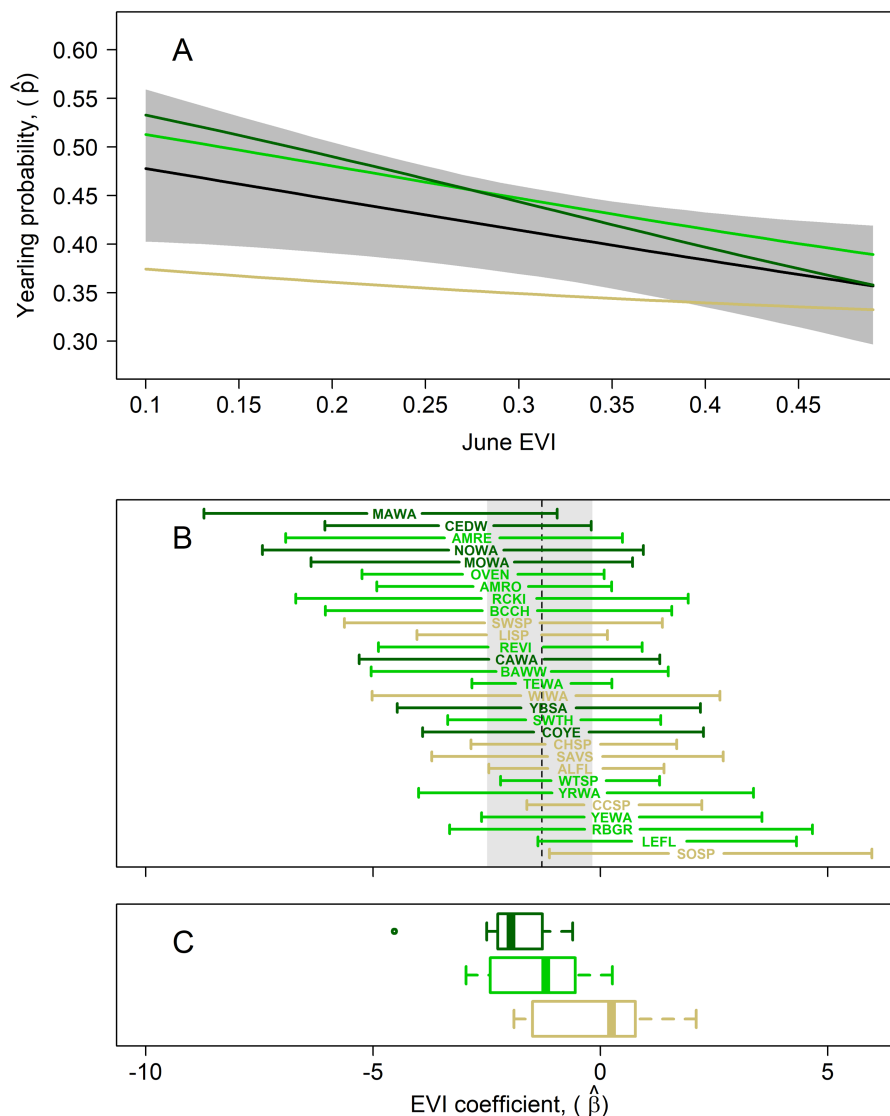 A
0.60
0.55
0.50
0.45
0.40
0.35
0.30
Yearling probability, ( p̂ )
0.1 0.15 0.2 0.25 0.3 0.35 0.4 0.45
June EVI
B
MAWA
CEDW
AMRE
NOWA
MOWA
OVEN
AMRO
RCKI
BCCH
SWSP
LISP
REVI
CAWA
BAWW
TEWA
WIWA
YBSA
SWTH
COYE
CHSP
SAVS
ALFL
WTSP
YRWA
CCSP
YEWA
RBGR
LEFL
SOSP
C
-10 -5 0 5
EVI coefficient, ( β̂ )